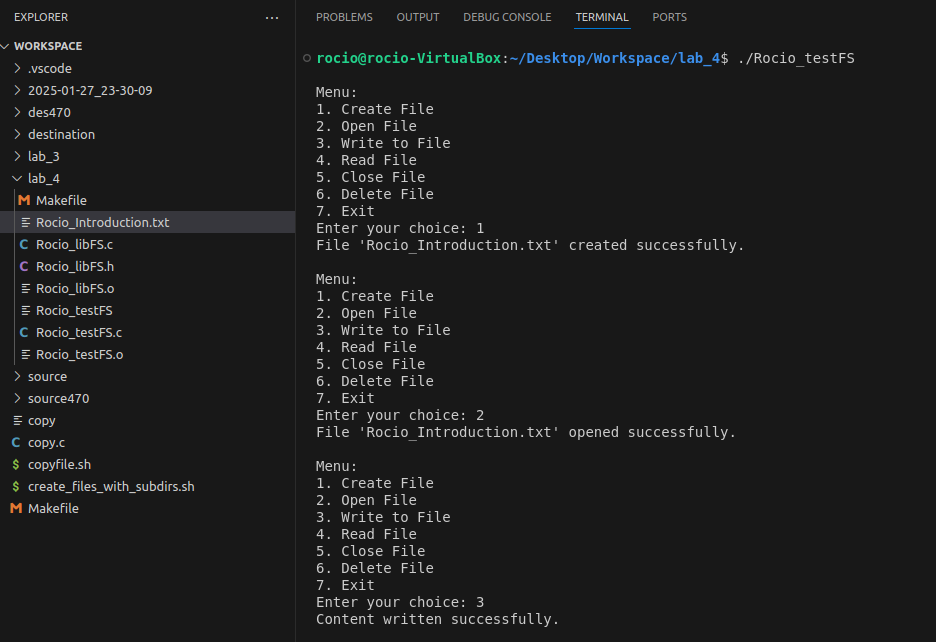 EXPLORER
WORKSPACE
.vscode
2025-01-27_23-30-09
des470
destination
lab_3
lab_4
M Makefile
Rocio_Introduction.txt
C Rocio_libFS.c
C Rocio_libFS.h
Rocio_libFS.o
Rocio_testFS
C Rocio_testFS.c
Rocio_testFS.o
source
source470
copy
C copy.c
$ copyfile.sh
$ create_files_with_subdirs.sh
M Makefile
PROBLEMS OUTPUT DEBUG CONSOLE TERMINAL PORTS
rocio@rocio-VirtualBox:~/Desktop/Workspace/lab_4$ ./Rocio_testFS
Menu:
1. Create File
2. Open File
3. Write to File
4. Read File
5. Close File
6. Delete File
7. Exit
Enter your choice: 1
File 'Rocio_Introduction.txt' created successfully.
Menu:
1. Create File
2. Open File
3. Write to File
4. Read File
5. Close File
6. Delete File
7. Exit
Enter your choice: 2
File 'Rocio_Introduction.txt' opened successfully.
Menu:
1. Create File
2. Open File
3. Write to File
4. Read File
5. Close File
6. Delete File
7. Exit
Enter your choice: 3
Content written successfully.